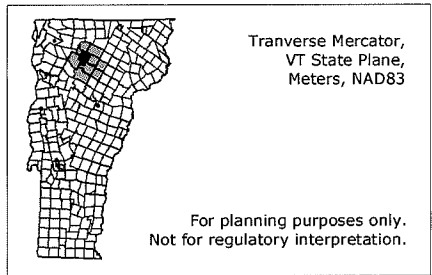 Tranverse Mercator,
VT State Plane,
Meters, NAD83
For planning purposes only.
Not for regulatory interpretation.